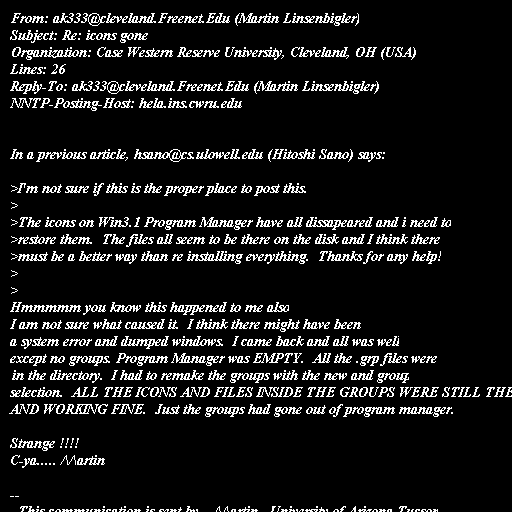 From: ak333@cleveland.Freenet.Edu (Martin Linsenbigler)
Subject: Re: icons gone
Organization: Case Western Reserve University, Cleveland, OH (USA)
Lines: 26
Reply-To: ak333@cleveland.Freenet.Edu (Martin Linsenbigler)
NNTP-Posting-Host: hela.ins.cwru.edu
In a previous article, hsano@cs.ulowell.edu (Hitoshi Sano) says:
>I'm not sure if this is the proper place to post this.
>
>The icons on Win3.1 Program Manager have all dissapeared and i need to
>restore them.  The files all seem to be there on the disk and I think there
>must be a better way than re installing everything.  Thanks for any help!
>
>
Hmmmmm you know this happened to me also
I am not sure what caused it.  I think there might have been
a system error and dumped windows.  I came back and all was well
except no groups. Program Manager was EMPTY.  All the .grp files were
in the directory.  I had to remake the groups with the new and group
selection.  ALL THE ICONS AND FILES INSIDE THE GROUPS WERE STILL THE
AND WORKING FINE.  Just the groups had gone out of program manager.
Strange !!!!
C-ya..... /\/\artin
--
This communication is sent by    /\/\artin   University of Arizona Tucson